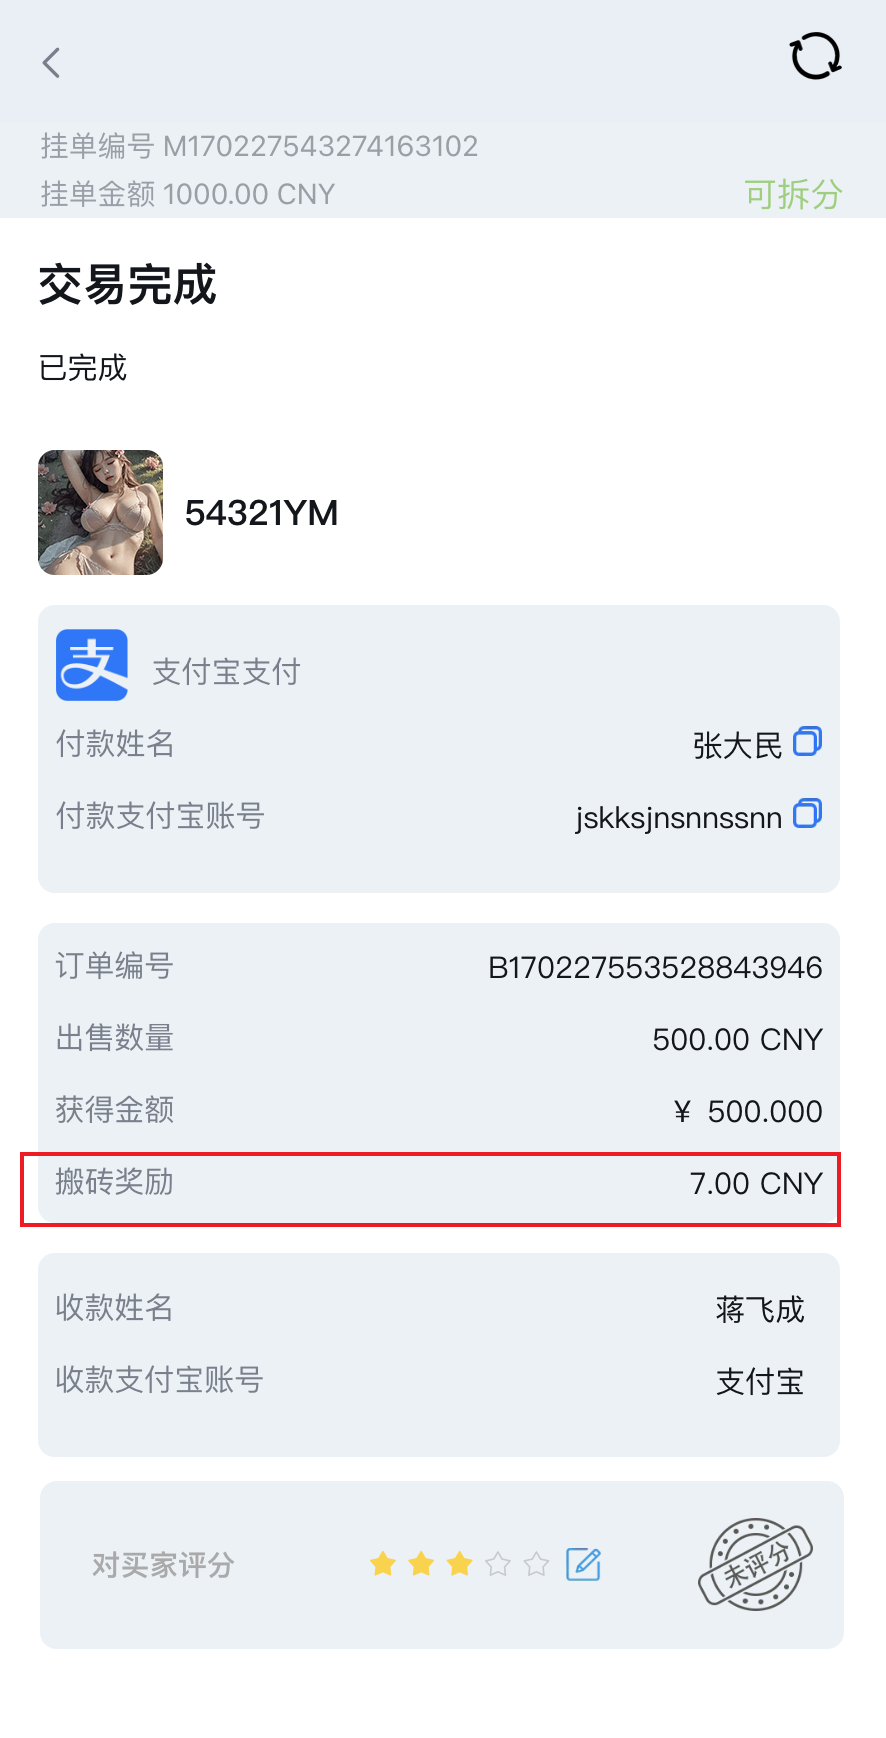 挂单编号 M170227543274163102
挂单金额 1000.00 CNY
可拆分
交易完成
已完成
54321YM
支 支付宝支付
付款姓名 张大民
付款支付宝账号 jskksjnsnnssnn
订单编号 B170227553528843946
出售数量 500.00 CNY
获得金额 ¥ 500.000
搬砖奖励 7.00 CNY
收款姓名 蒋飞成
收款支付宝账号 支付宝
对买家评分 未评分